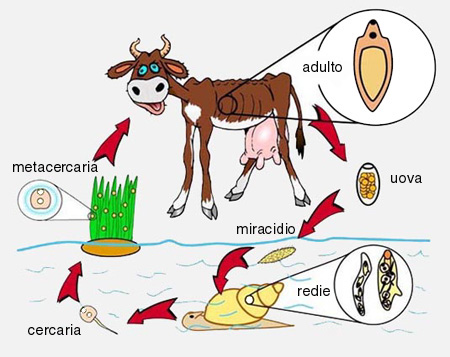 adulto
metacercaria
uova
miracidio
redie
cercaria